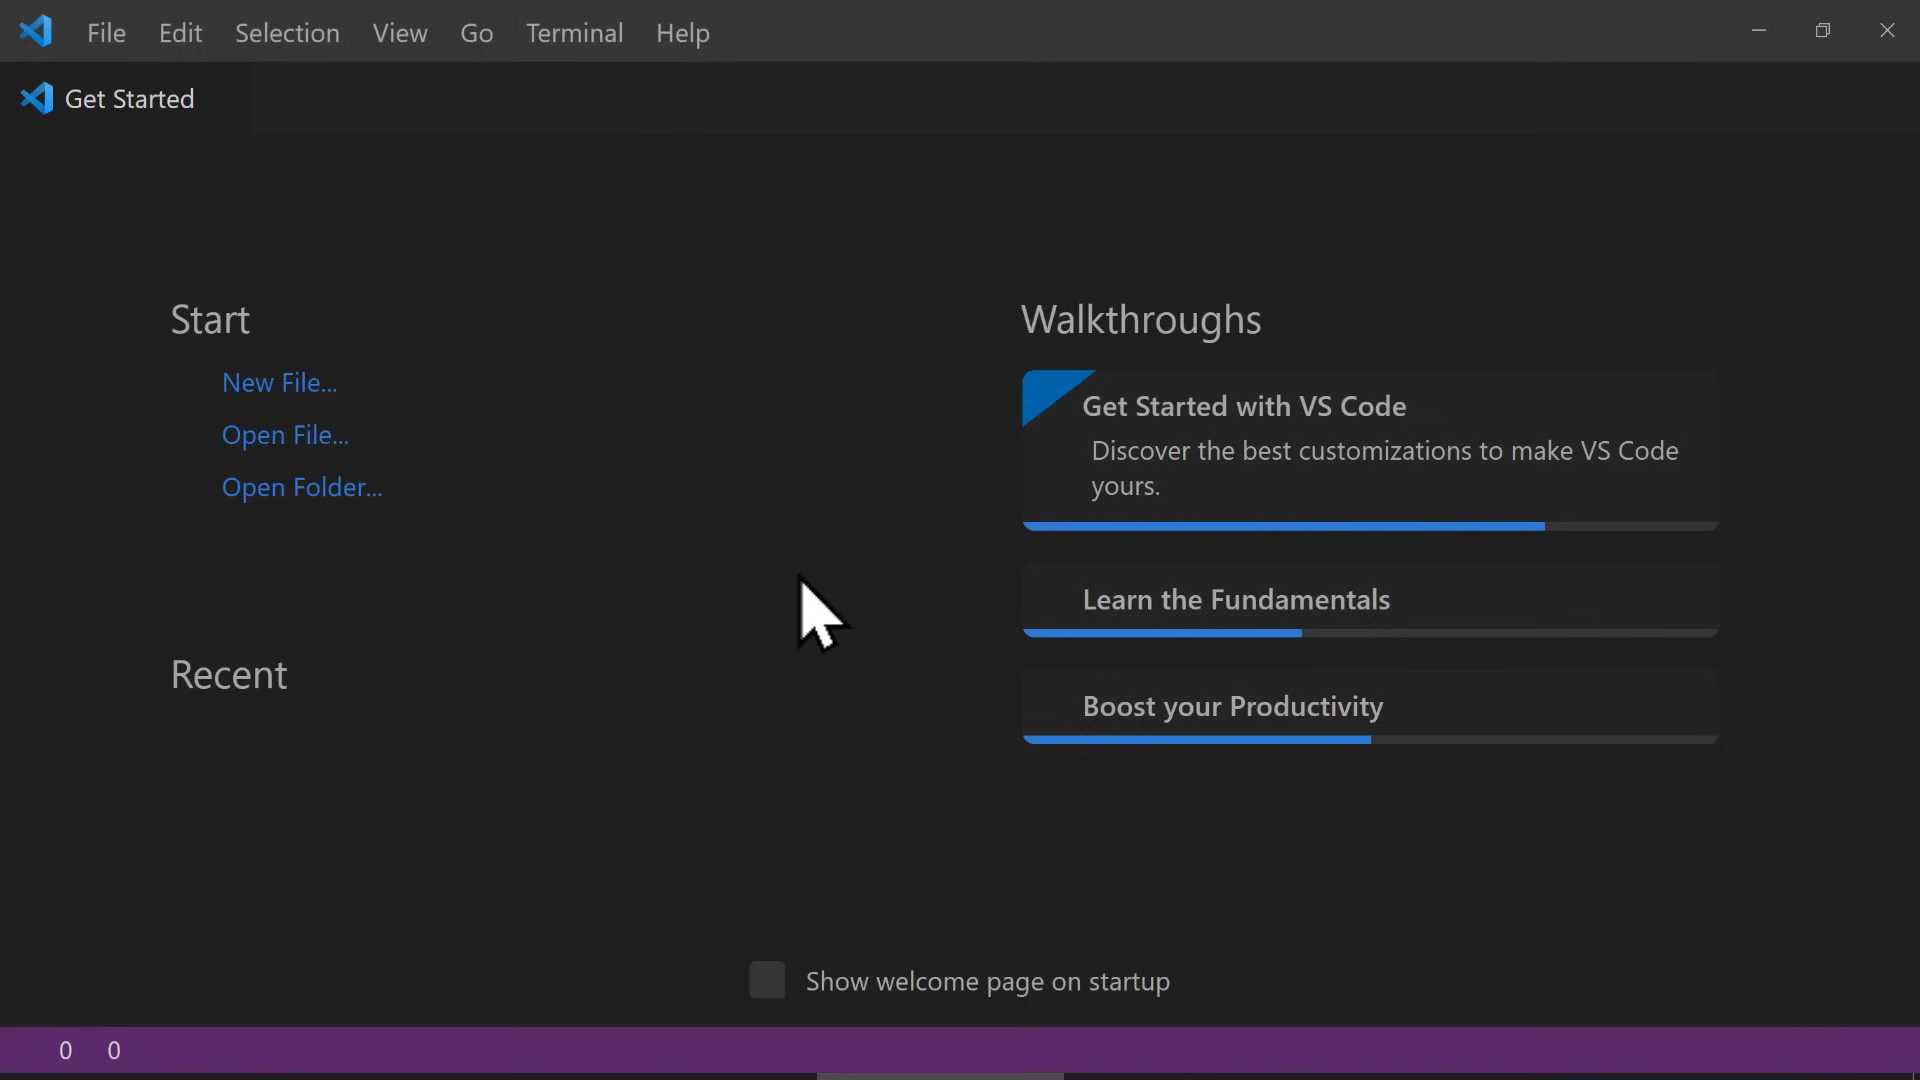 File Edit Selection View Go Terminal Help
Get Started
Start
New File...
Open File...
Open Folder...
Recent
Walkthroughs
Get Started with VS Code
Discover the best customizations to make VS Code
yours.
Learn the Fundamentals
Boost your Productivity
Show welcome page on startup
0 0